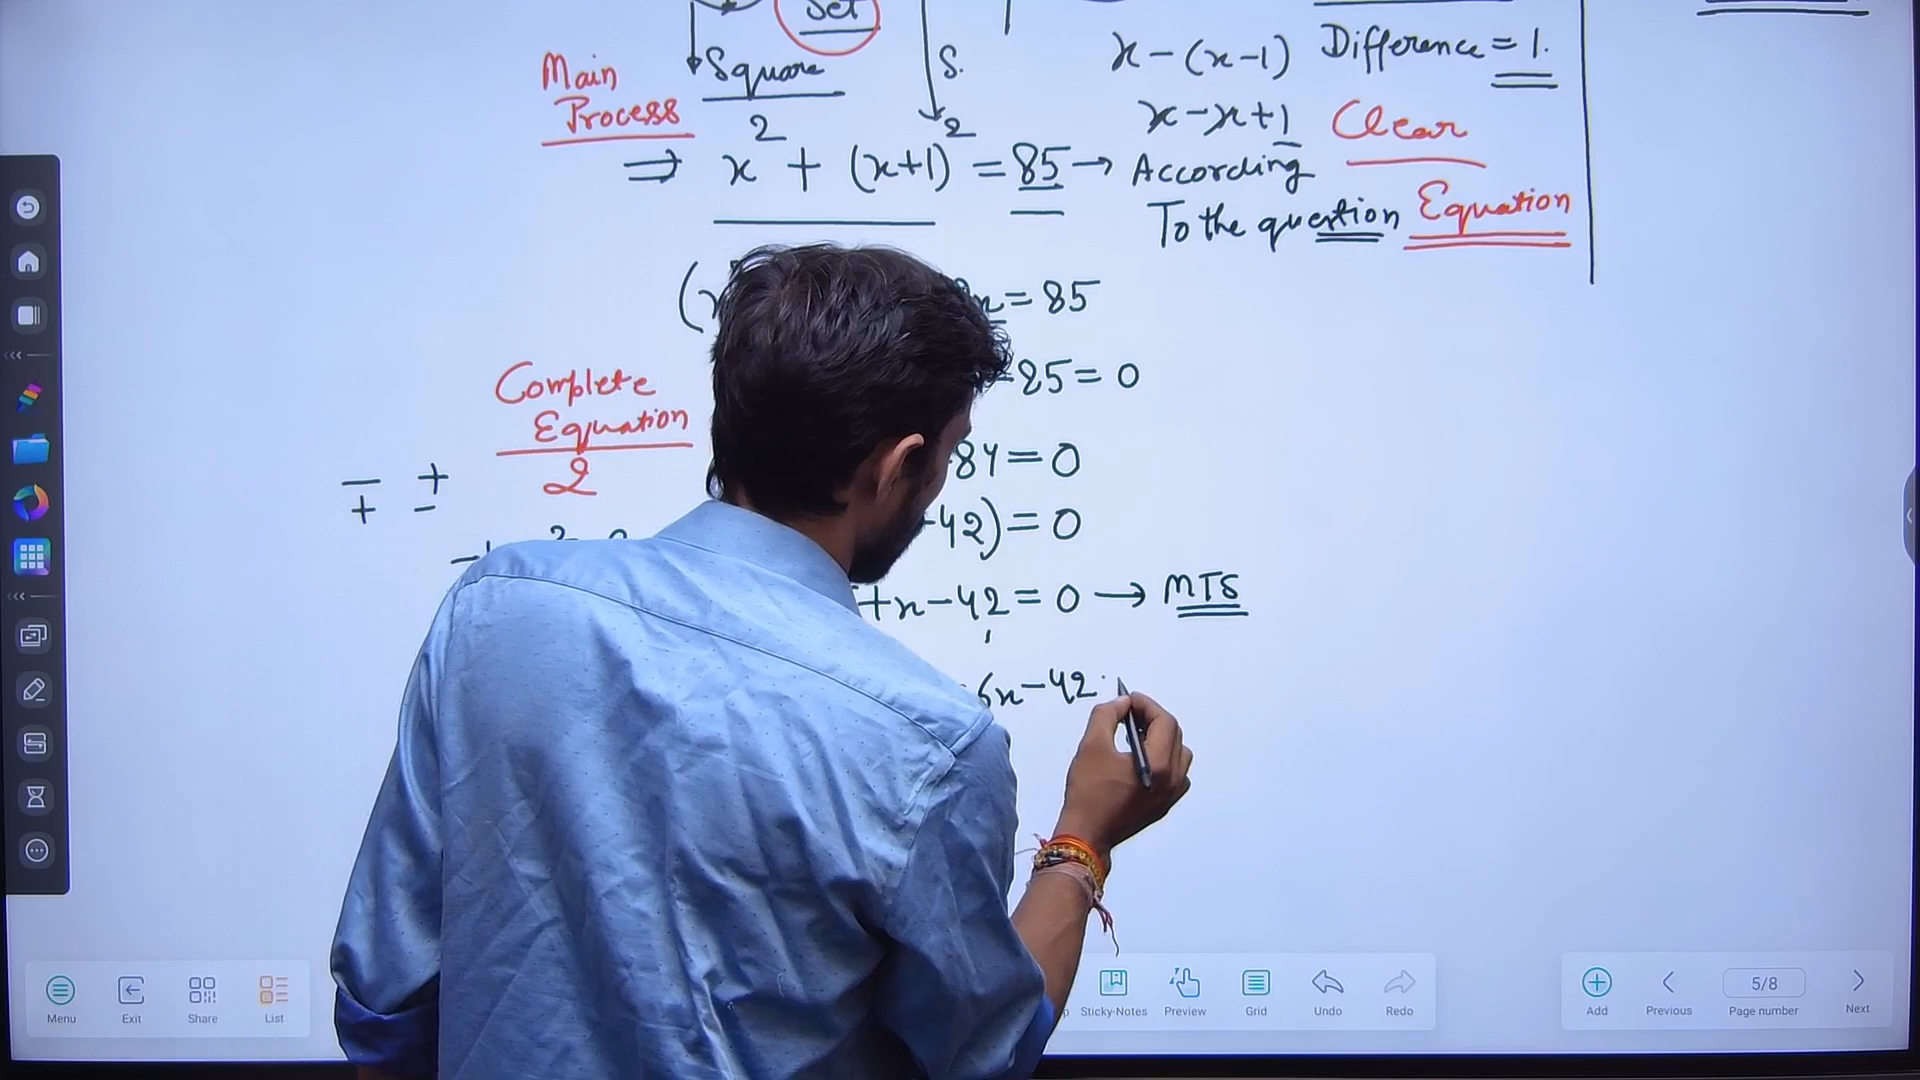 Set
Main
Process
Square
2
S.
2
⇒ x + (x+1) = 85 → According
To the question
x-(x-1) Difference = 1.
x-x+1 Clear
Equation
(x x=85
85=0
Complete
Equation
2
84=0
- +
+ -
42)=0
+x-42=0 → MTS
6x-42
Menu
Exit
Share
List
Sticky-Notes
Preview
Grid
Undo
Redo
Add
Previous
5/8
Page number
Next